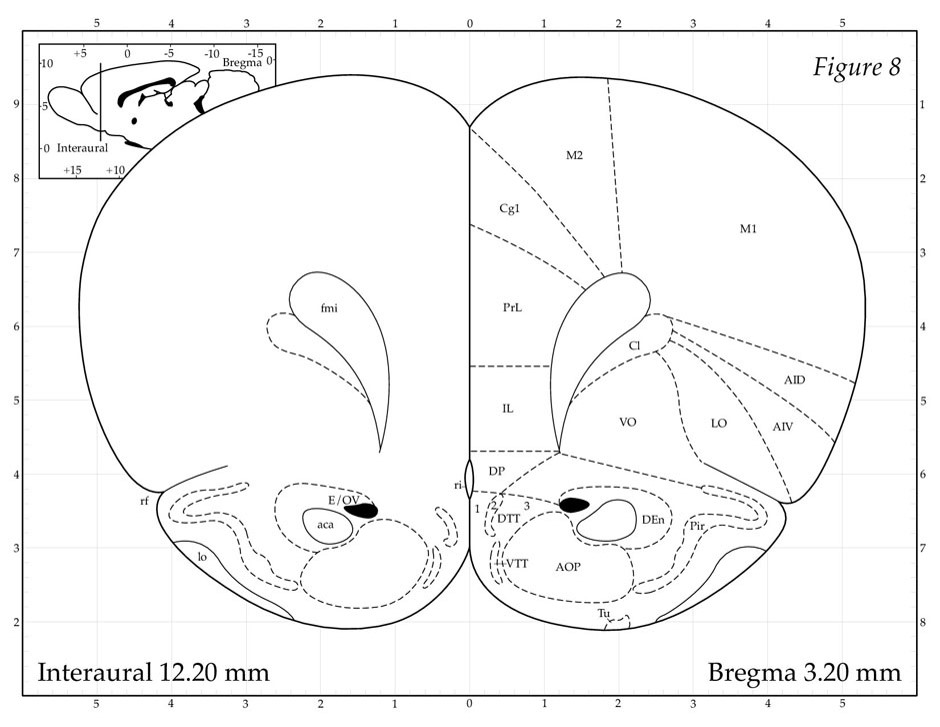 5 4 3 2 1 0 1 2 3 4 5
+5 0 -5 -10 -15
Bregma 0
10
5
0 Interaural
+15 +10
Figure 8
9 1
8 2
7 3
6 4
5 5
4 6
3 7
2 8
M2
Cg1
M1
fmi
PrL
Cl
AID
IL
VO
LO
AIV
DP
rf
ri
E/OV
1
2
3
aca
DTT
DEn
Pir
lo
VTT
AOP
Tu
Interaural 12.20 mm
Bregma 3.20 mm
5 4 3 2 1 0 1 2 3 4 5